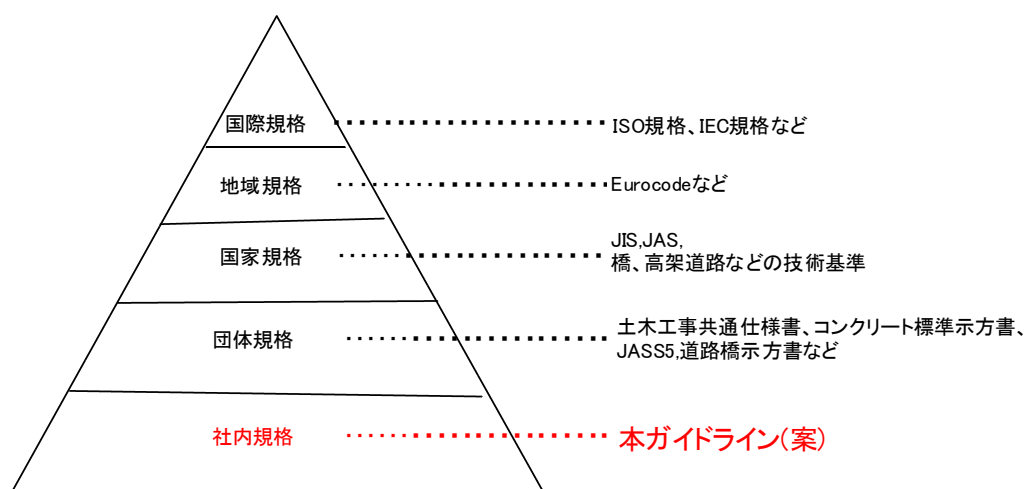 国際規格
ISO規格、IEC規格など
地域規格
Eurocodeなど
国家規格
JIS,JAS,
橋、高架道路などの技術基準
団体規格
土木工事共通仕様書、コンクリート標準示方書、
JASS5,道路橋示方書など
社内規格
本ガイドライン(案)